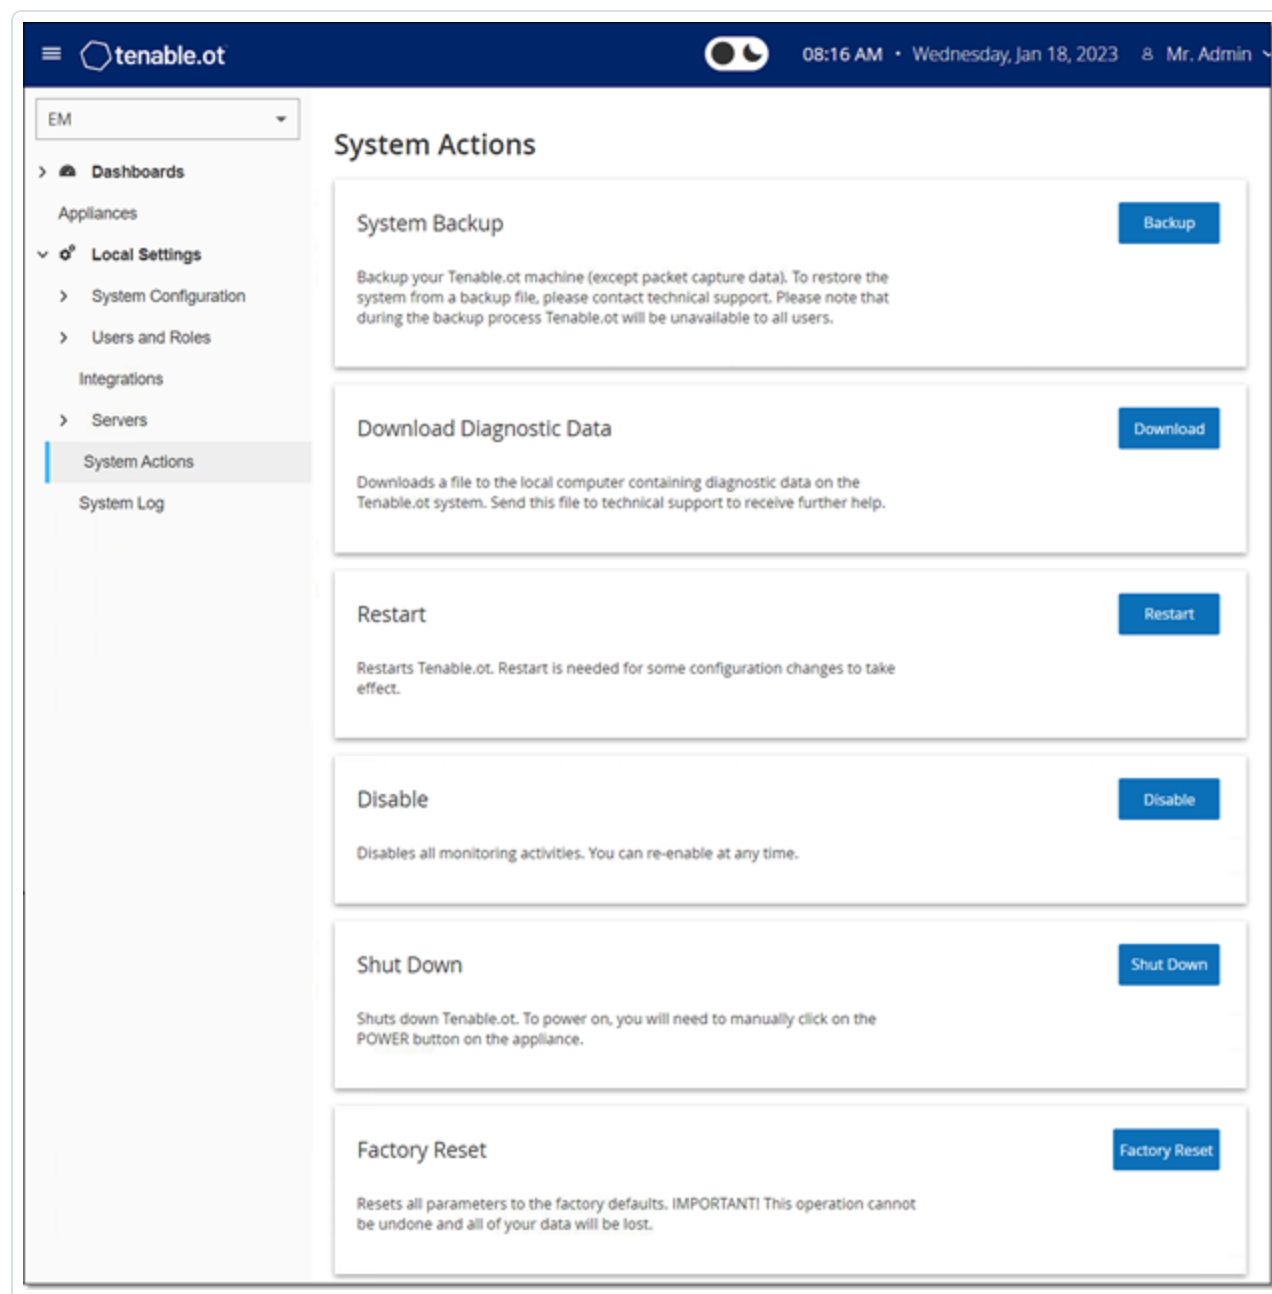 tenable.ot
08:16 AM • Wednesday, Jan 18, 2023 Mr. Admin
EM
Dashboards
Appliances
Local Settings
System Configuration
Users and Roles
Integrations
Servers
System Actions
System Log
System Actions
System Backup
Backup
Backup your Tenable.ot machine (except packet capture data). To restore the
system from a backup file, please contact technical support. Please note that
during the backup process Tenable.ot will be unavailable to all users.
Download Diagnostic Data
Download
Downloads a file to the local computer containing diagnostic data on the
Tenable.ot system. Send this file to technical support to receive further help.
Restart
Restart
Restarts Tenable.ot. Restart is needed for some configuration changes to take
effect.
Disable
Disable
Disables all monitoring activities. You can re-enable at any time.
Shut Down
Shut Down
Shuts down Tenable.ot. To power on, you will need to manually click on the
POWER button on the appliance.
Factory Reset
Factory Reset
Resets all parameters to the factory defaults. IMPORTANT! This operation cannot
be undone and all of your data will be lost.